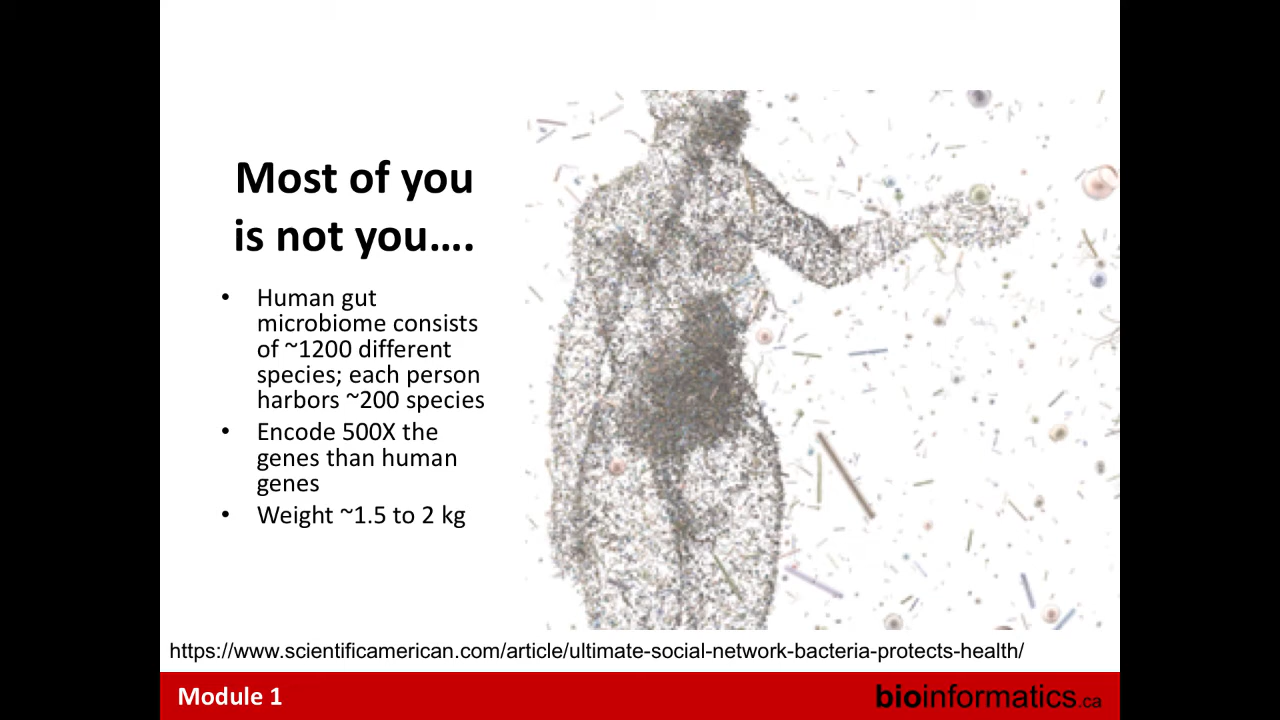 Most of you
is not you....
• Human gut
microbiome consists
of ~1200 different
species; each person
harbors ~200 species
• Encode 500X the
genes than human
genes
• Weight ~1.5 to 2 kg
https://www.scientificamerican.com/article/ultimate-social-network-bacteria-protects-health/
Module 1
bioinformatics.ca